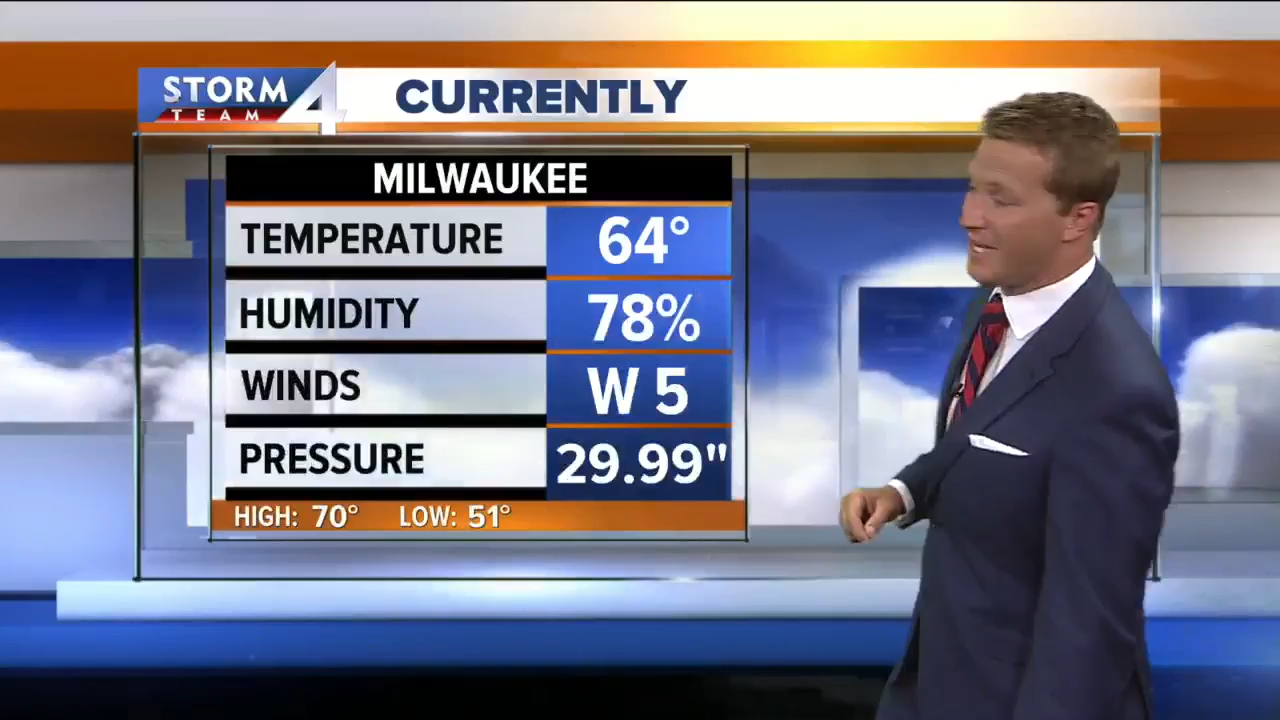 STORM
TEAM
4
CURRENTLY
MILWAUKEE
TEMPERATURE 64°
HUMIDITY 78%
WINDS W 5
PRESSURE 29.99"
HIGH: 70° LOW: 51°